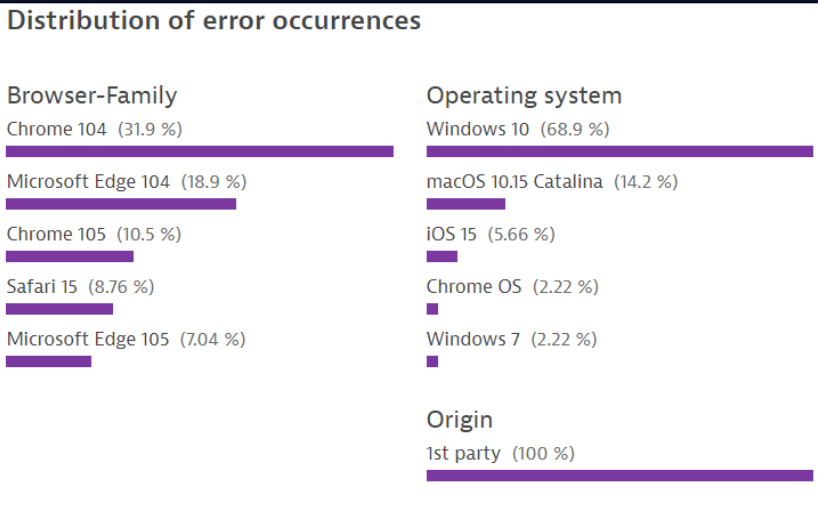 Distribution of error occurrences
Browser-Family
Chrome 104 (31.9 %)
Microsoft Edge 104 (18.9 %)
Chrome 105 (10.5 %)
Safari 15 (8.76 %)
Microsoft Edge 105 (7.04 %)
Operating system
Windows 10 (68.9 %)
macOS 10.15 Catalina (14.2 %)
iOS 15 (5.66 %)
Chrome OS (2.22 %)
Windows 7 (2.22 %)
Origin
1st party (100 %)